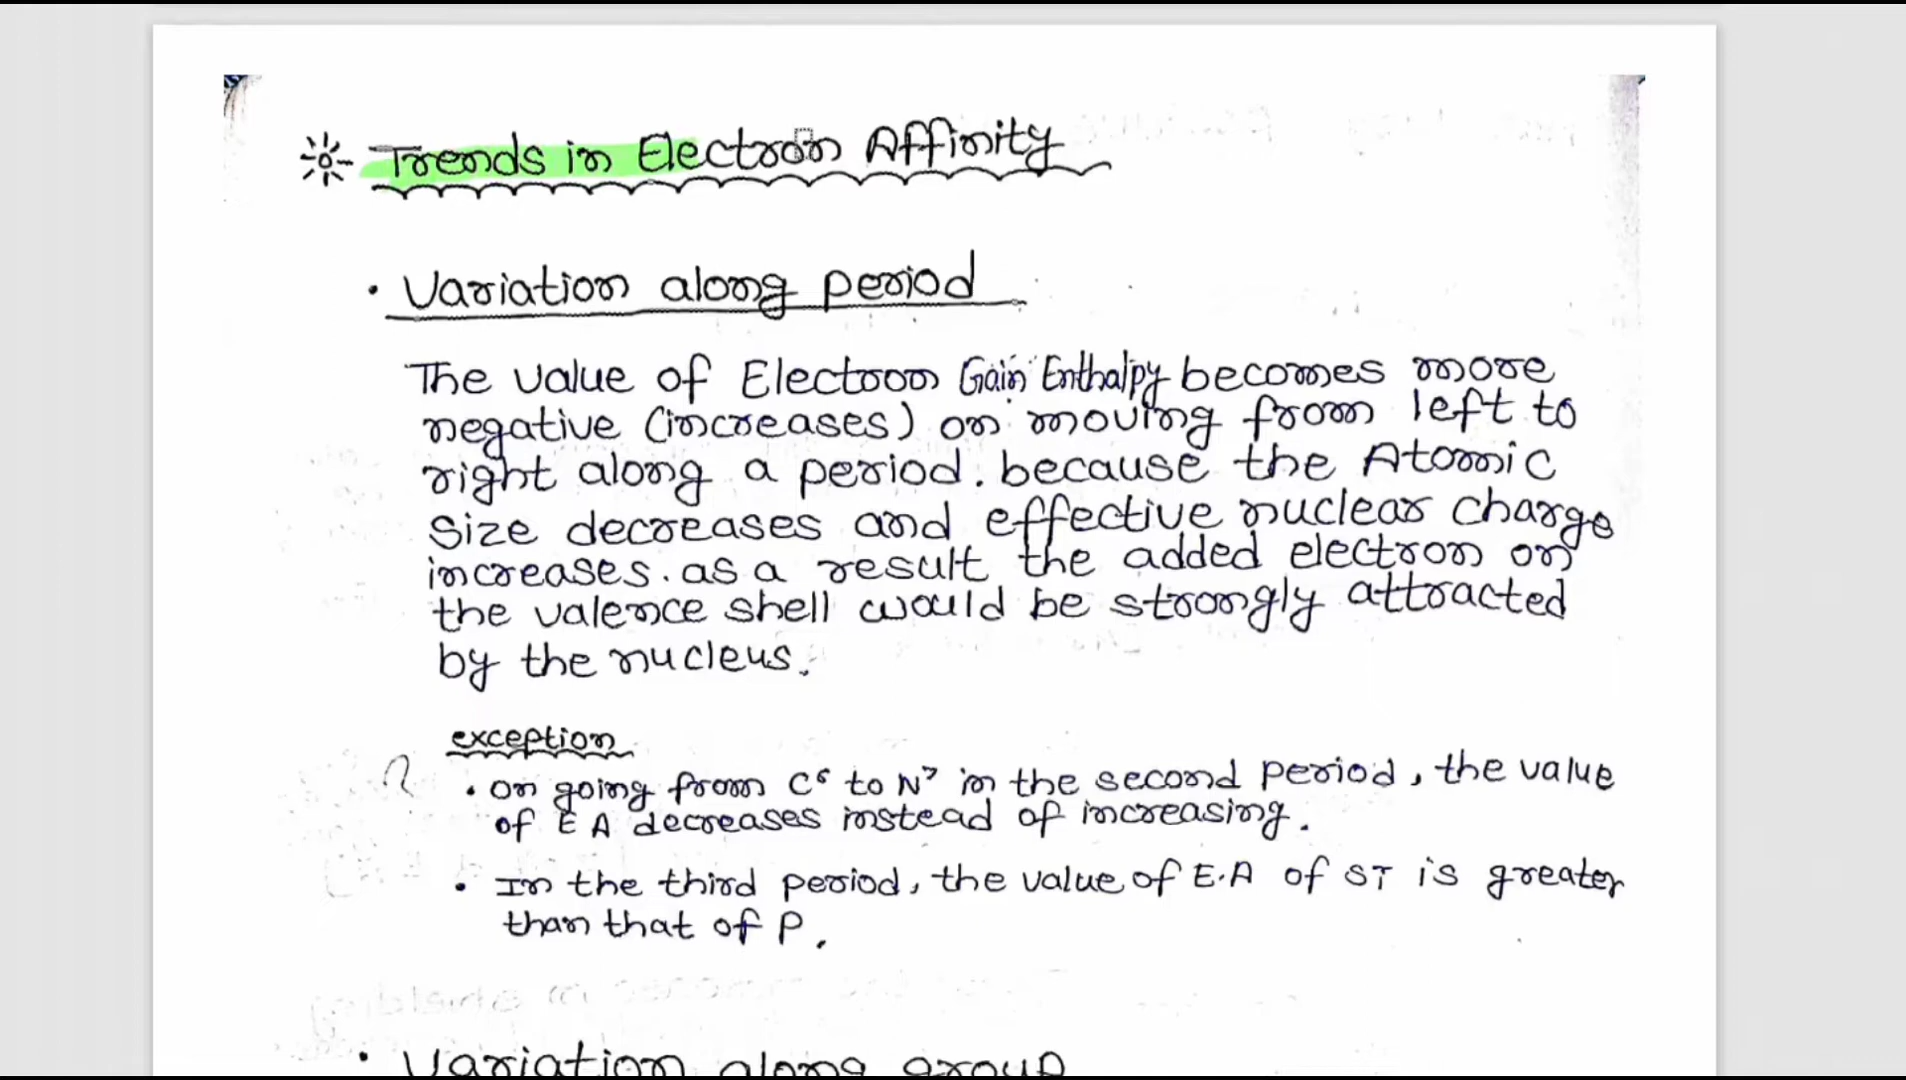 Trends in Electron Affinity
• Variation along period
The value of Electron Gain Enthalpy becomes more
negative (increases) on moving from left to
right along a period. because the Atomic
size decreases and effective nuclear charge
increases. as a result the added electron on
the valence shell would be strongly attracted
by the nucleus.
exception
• on going from C⁶ to N⁷ in the second period, the value
of E A decreases instead of increasing.
• In the third period, the value of E.A of Si is greater
than that of P.
• Variation along group